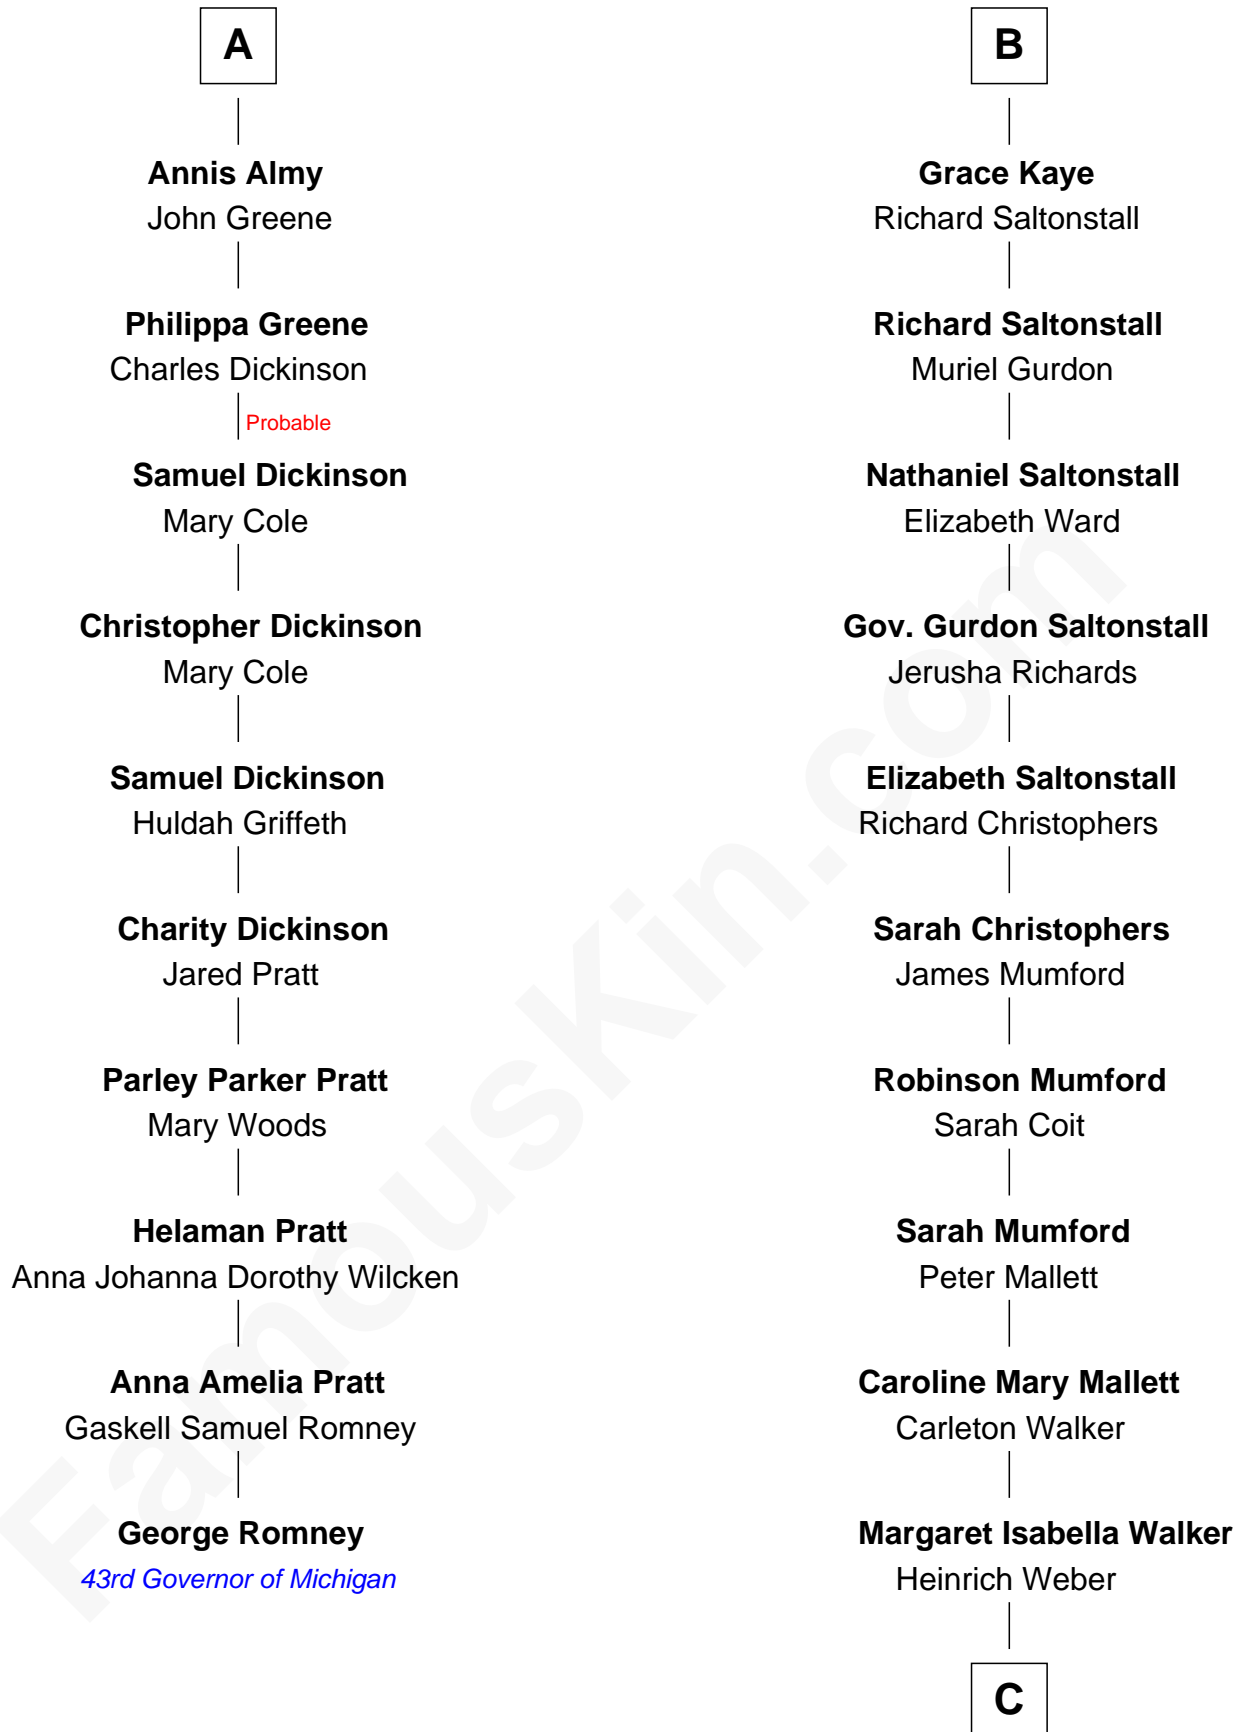 A
Annis Almy
John Greene
Philippa Greene
Charles Dickinson
Probable
Samuel Dickinson
Mary Cole
Christopher Dickinson
Mary Cole
Samuel Dickinson
Huldah Griffeth
Charity Dickinson
Jared Pratt
Parley Parker Pratt
Mary Woods
Helaman Pratt
Anna Johanna Dorothy Wilcken
Anna Amelia Pratt
Gaskell Samuel Romney
George Romney
43rd Governor of Michigan
B
Grace Kaye
Richard Saltonstall
Richard Saltonstall
Muriel Gurdon
Nathaniel Saltonstall
Elizabeth Ward
Gov. Gurdon Saltonstall
Jerusha Richards
Elizabeth Saltonstall
Richard Christophers
Sarah Christophers
James Mumford
Robinson Mumford
Sarah Coit
Sarah Mumford
Peter Mallett
Caroline Mary Mallett
Carleton Walker
Margaret Isabella Walker
Heinrich Weber
C
FamousKin.com